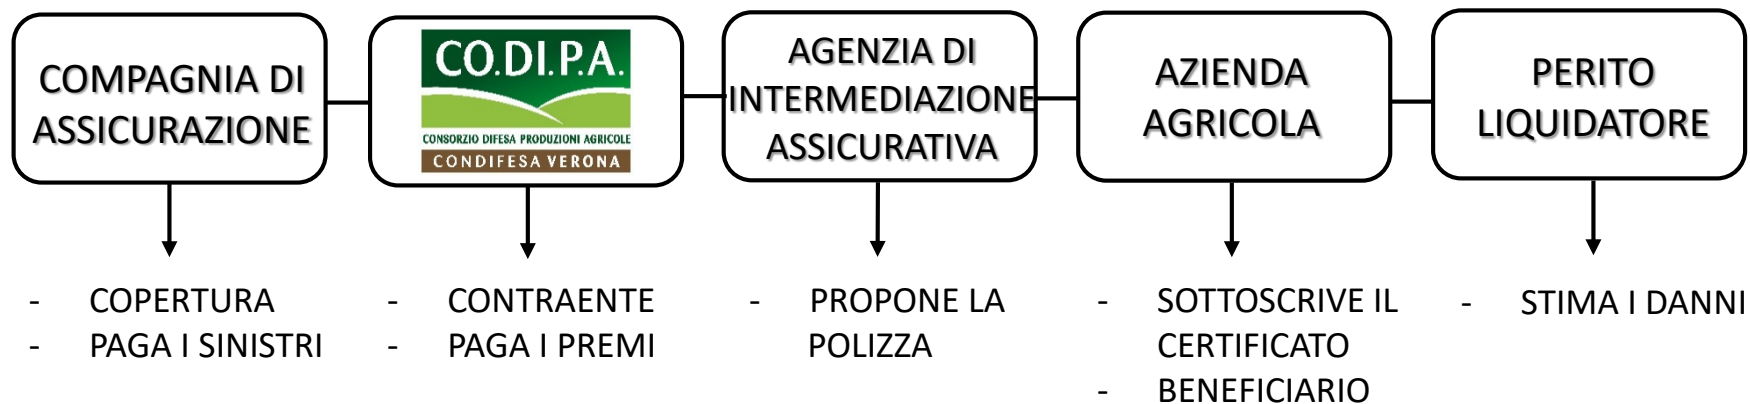 COMPAGNIA DI
ASSICURAZIONE
CO.DI.P.A.
CONSORZIO DIFESA PRODUZIONI AGRICOLE
CONDIFESA VERONA
AGENZIA DI
INTERMEDIAZIONE
ASSICURATIVA
AZIENDA
AGRICOLA
PERITO
LIQUIDATORE
- COPERTURA
- PAGA I SINISTRI
- CONTRAENTE
- PAGA I PREMI
- PROPONE LA
POLIZZA
- SOTTOSCRIVE IL
CERTIFICATO
- BENEFICIARIO
- STIMA I DANNI